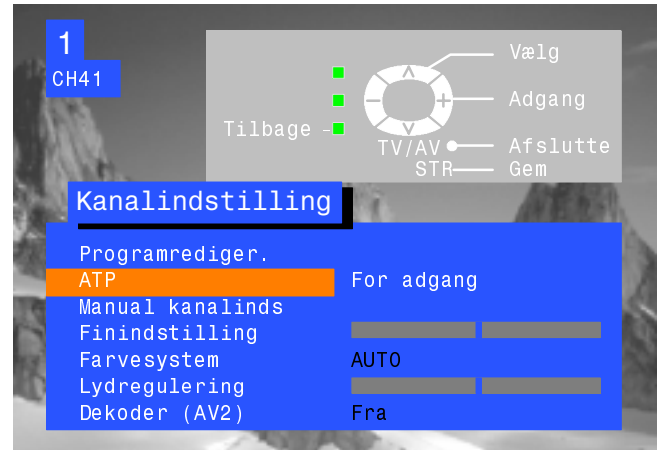 1
CH41
Vælg
Adgang
Tilbage
TV/AV Afslutte
STR Gem
Kanalindstilling
Programrediger.
ATP For adgang
Manual kanalinds
Finindstilling
Farvesystem AUTO
Lydregulering
Dekoder (AV2) Fra